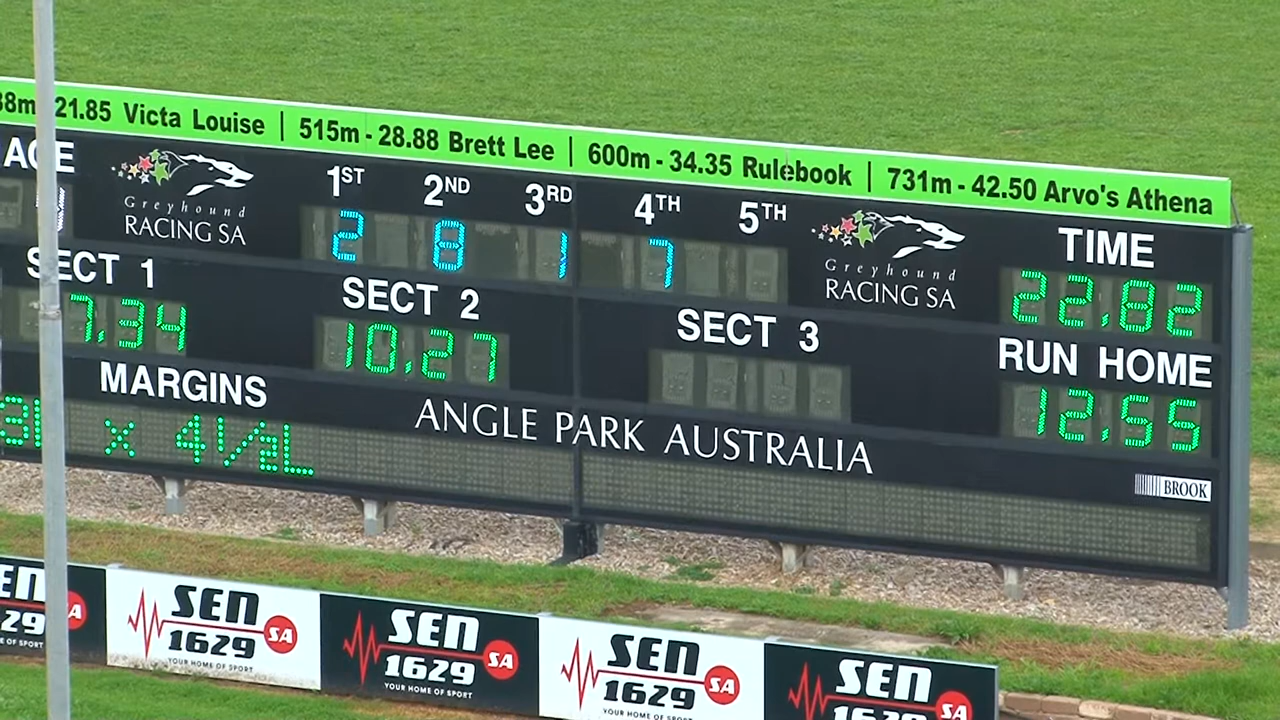 21.85 Victa Louise | 515m - 28.88 Brett Lee | 600m - 34.35 Rulebook | 731m - 42.50 Arvo's Athena
1ST 2ND 3RD 4TH 5TH
2 8 1 7
Greyhound
RACING SA
Greyhound
RACING SA
TIME
22.82
SECT 1
7.34
SECT 2
10.27
SECT 3
RUN HOME
12.55
MARGINS
x 4 1/2L
ANGLE PARK AUSTRALIA
BROOK
SEN
1629
SA
YOUR HOME OF SPORT
SEN
1629
SA
YOUR HOME OF SPORT
SEN
1629
SA
YOUR HOME OF SPORT
SEN
1629
SA